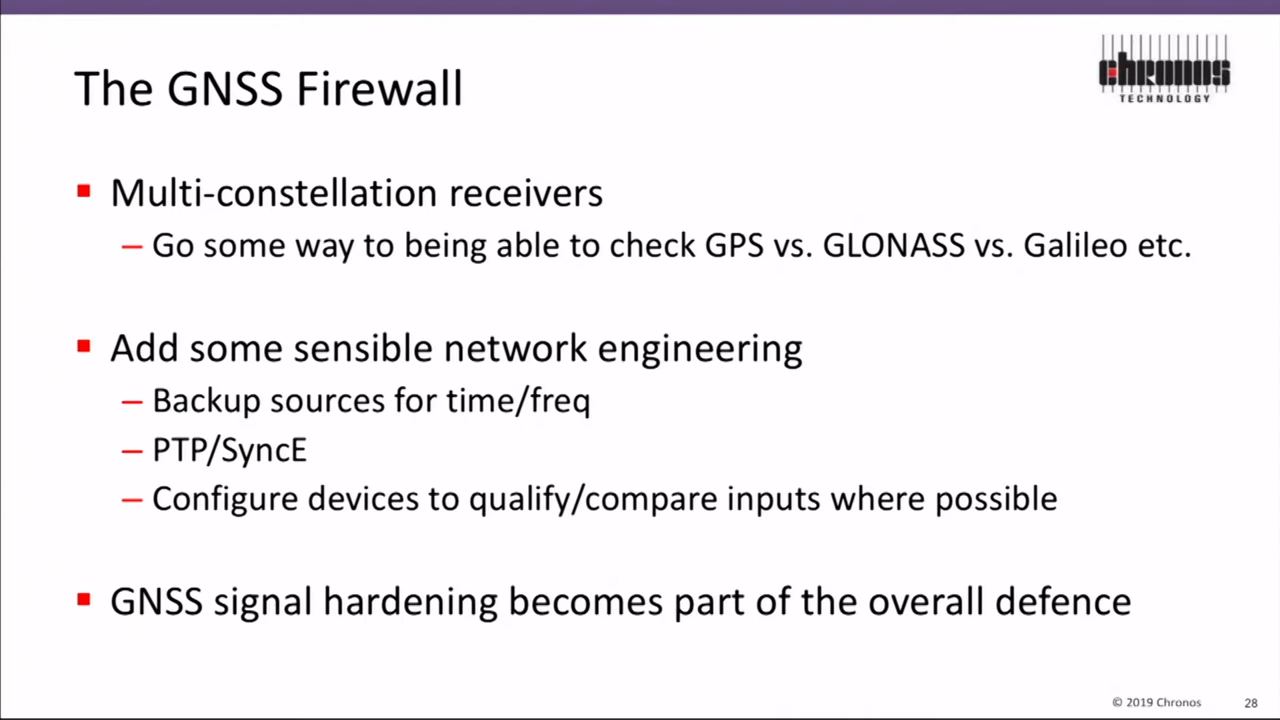 The GNSS Firewall
chronos
TECHNOLOGY
Multi-constellation receivers
– Go some way to being able to check GPS vs. GLONASS vs. Galileo etc.
Add some sensible network engineering
– Backup sources for time/freq
– PTP/SyncE
– Configure devices to qualify/compare inputs where possible
GNSS signal hardening becomes part of the overall defence
© 2019 Chronos
28